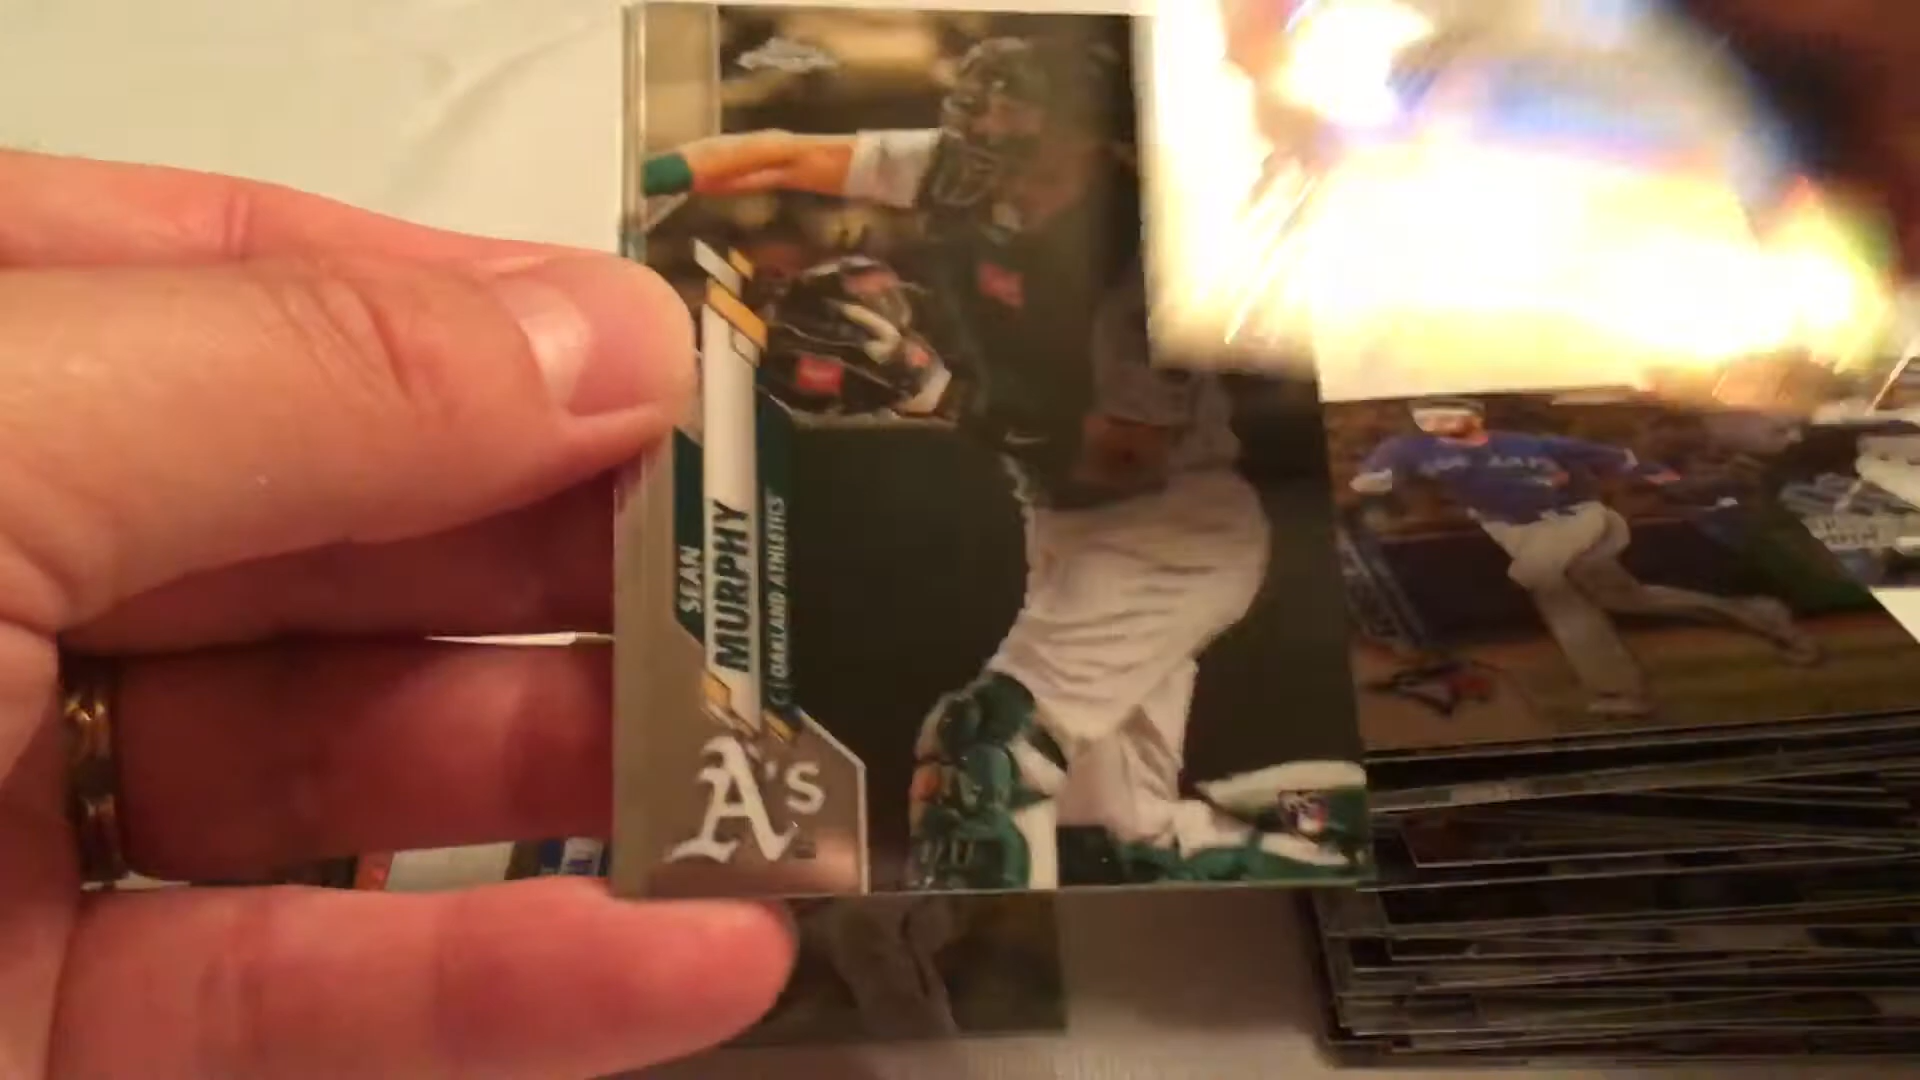 SEAN
MURPHY
C | OAKLAND ATHLETICS
A's